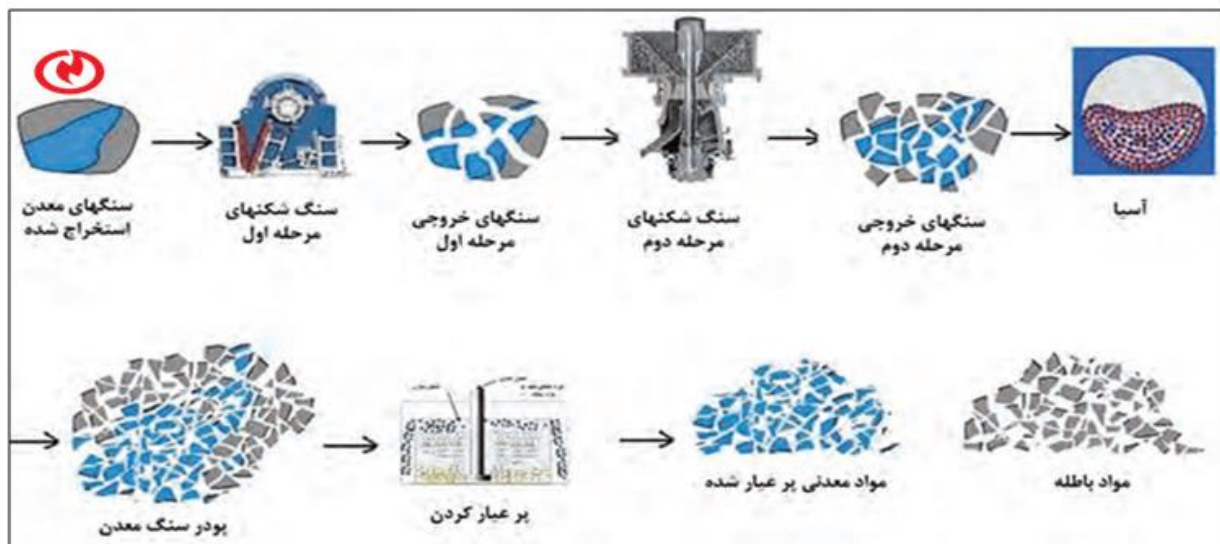 سنگهای معدن
استخراج شده
سنگ شکنهای
مرحله اول
سنگهای خروجی
مرحله اول
سنگ شکنهای
مرحله دوم
سنگهای خروجی
مرحله دوم
آسیا
پودر سنگ معدن
پر عیار کردن
مواد معدنی پر عیار شده
مواد باطله